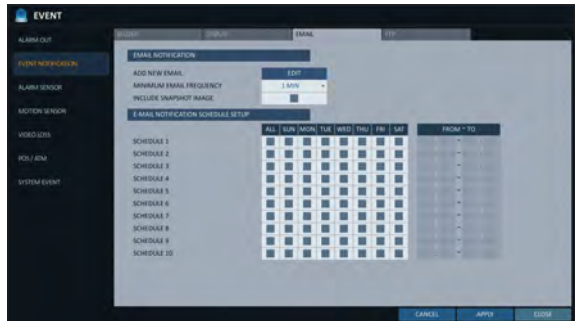 EVENT
ALARM OUT
BUZZER DISPLAY EMAIL FTP
EVENT NOTIFICATION
EMAIL NOTIFICATION
ADD NEW EMAIL EDIT
ALARM SENSOR
MINIMUM EMAIL FREQUENCY 1 MIN
INCLUDE SNAPSHOT IMAGE
MOTION SENSOR
E-MAIL NOTIFICATION SCHEDULE SETUP
ALL SUN MON TUE WED THU FRI SAT FROM ~ TO
VIDEO LOSS
SCHEDULE 1
SCHEDULE 2
POS / ATM
SCHEDULE 3
SCHEDULE 4
SYSTEM EVENT
SCHEDULE 5
SCHEDULE 6
SCHEDULE 7
SCHEDULE 8
SCHEDULE 9
SCHEDULE 10
CANCEL APPLY CLOSE